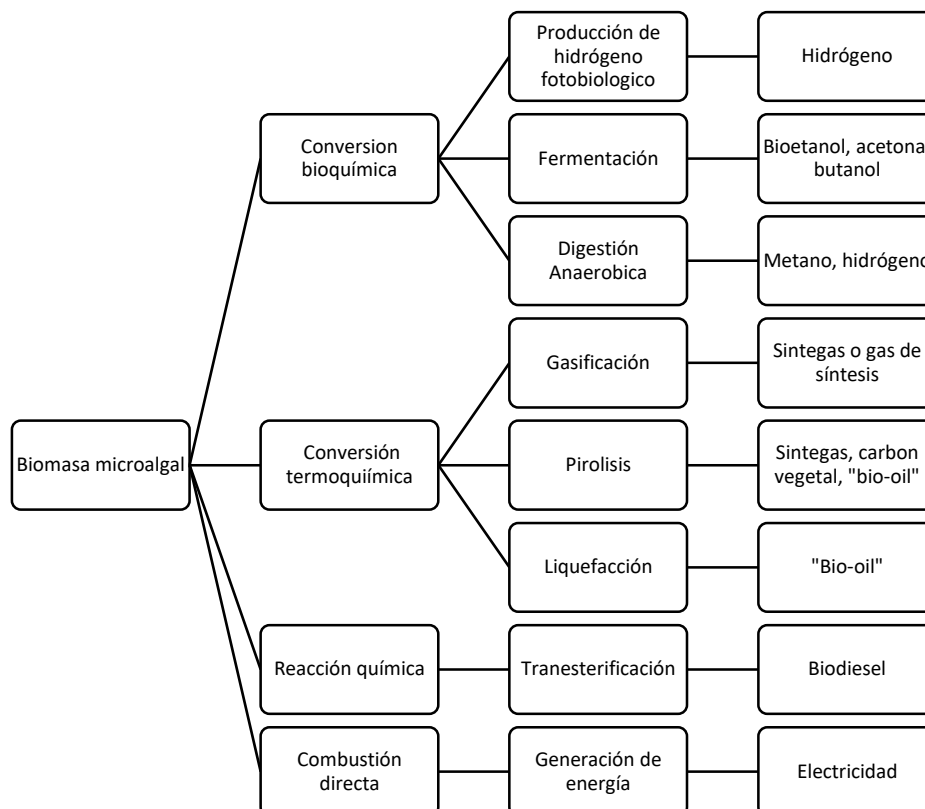 Producción de
hidrógeno
fotobiologico
Hidrógeno
Conversion
bioquímica
Fermentación
Bioetanol, acetona
butanol
Digestión
Anaerobica
Metano, hidrógeno
Gasificación
Sintegas o gas de
síntesis
Biomasa microalgal
Conversión
termoquiímica
Pirolisis
Sintegas, carbon
vegetal, "bio-oil"
Liquefacción
"Bio-oil"
Reacción química
Tranesterificación
Biodiesel
Combustión
directa
Generación de
energía
Electricidad